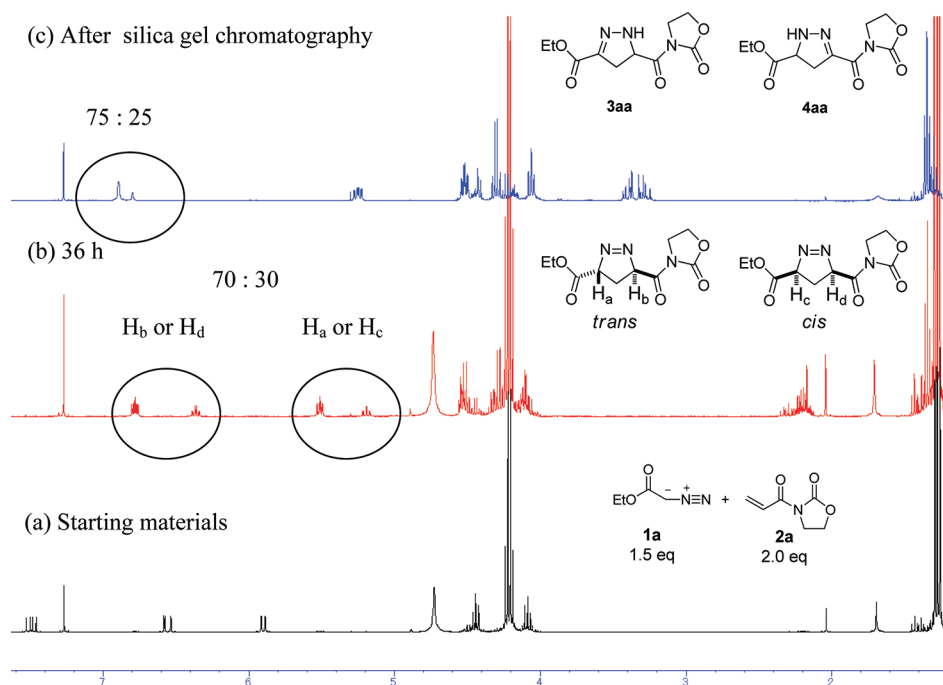 (c) After silica gel chromatography
75 : 25
N NH
EtO
O
O
N
O
O
3aa
HN N
EtO
O
O
N
O
O
4aa
(b) 36 h
70 : 30
Hb or Hd
Ha or Hc
N=N
EtO
O
Ha
Hb
O
N
O
O
trans
N=N
EtO
O
Hc
Hd
O
N
O
O
cis
(a) Starting materials
O
EtO
− +
N≡N
+
O O
N
O
1a
1.5 eq
2a
2.0 eq
7 6 5 4 3 2